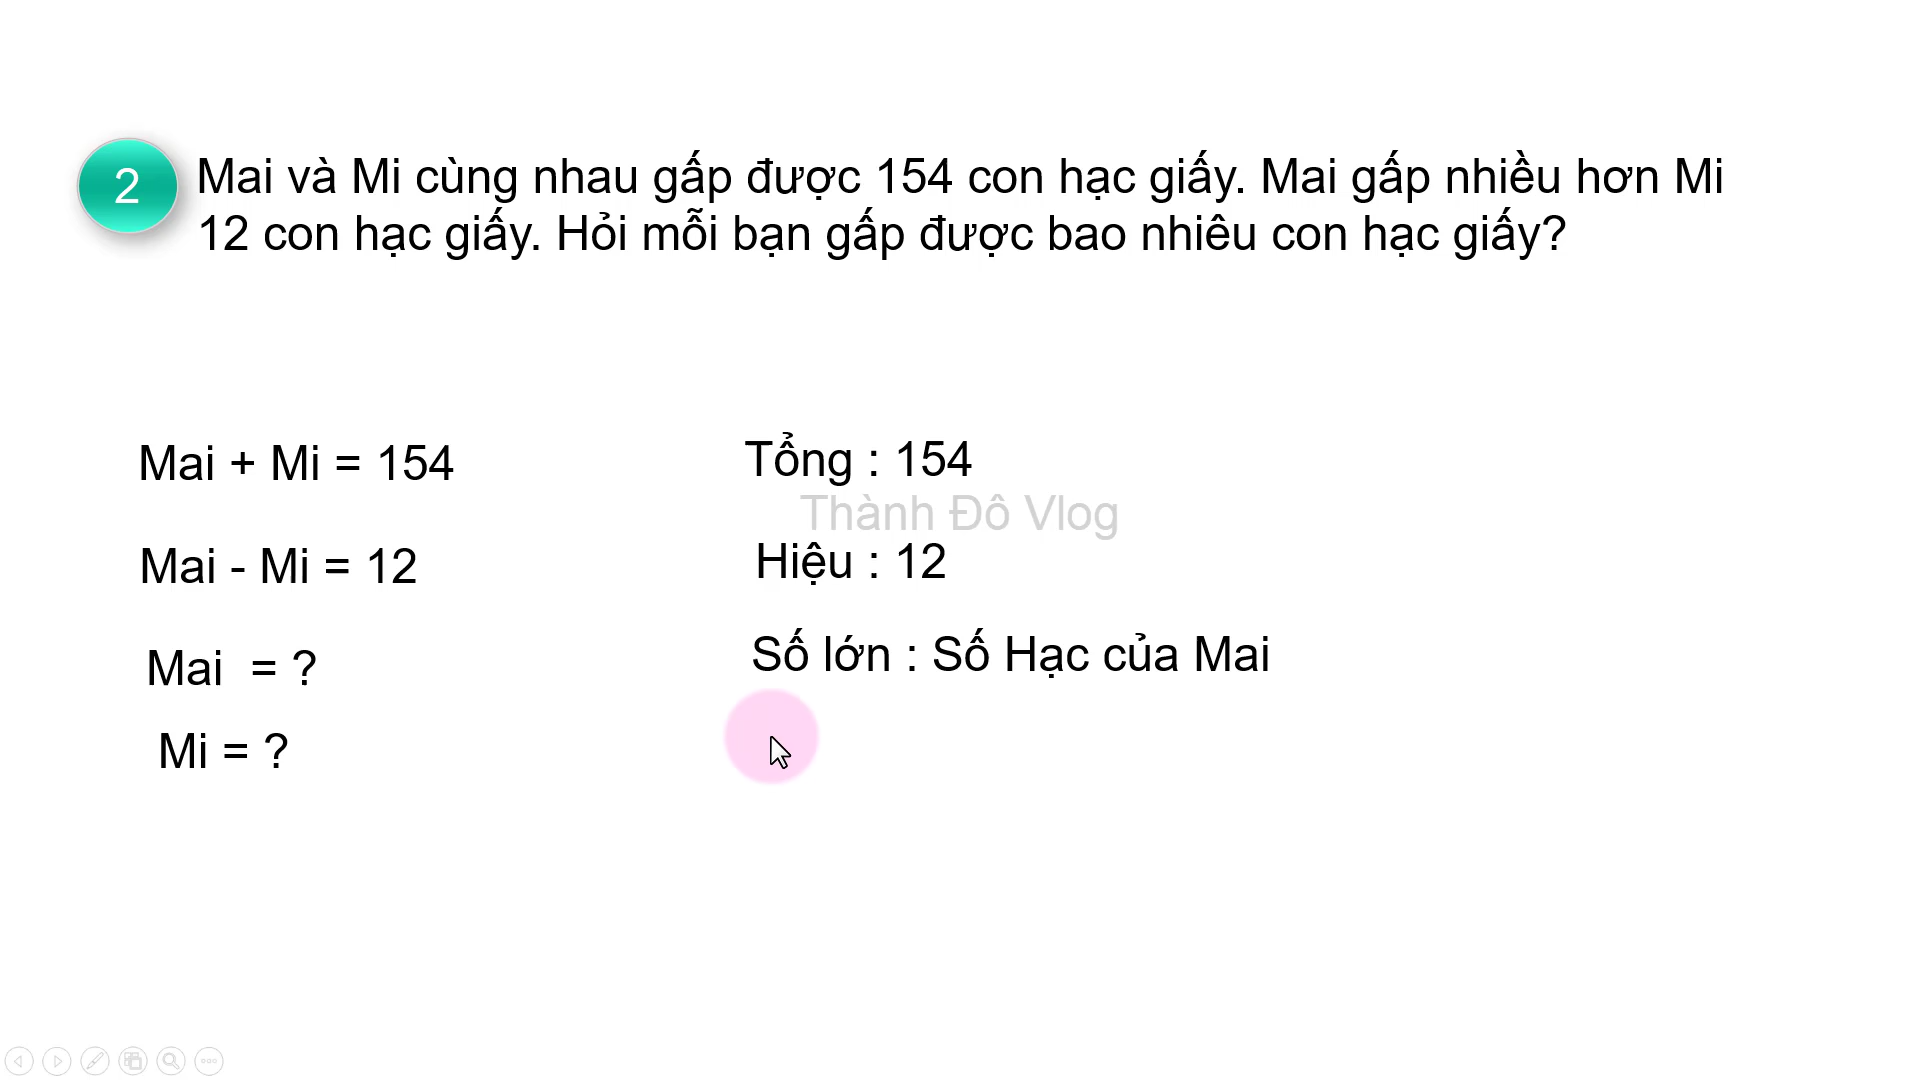 2
Mai và Mi cùng nhau gấp được 154 con hạc giấy. Mai gấp nhiều hơn Mi
12 con hạc giấy. Hỏi mỗi bạn gấp được bao nhiêu con hạc giấy?
Mai + Mi = 154
Mai - Mi = 12
Mai = ?
Mi = ?
Tổng : 154
Thành Đô Vlog
Hiệu : 12
Số lớn : Số Hạc của Mai